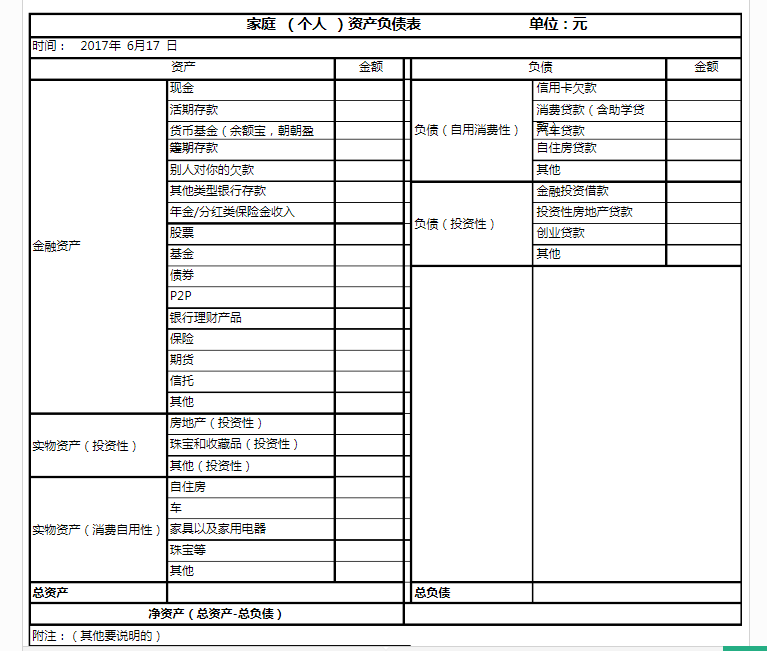 家庭 （个人 ）资产负债表 单位：元
时间： 2017年 6月17 日
资产 金额 负债 金额
金融资产
现金
活期存款
货币基金（余额宝，朝朝盈
定期存款
别人对你的欠款
其他类型银行存款
年金/分红类保险金收入
股票
基金
债券
P2P
银行理财产品
保险
期货
信托
其他
实物资产（投资性）
房地产（投资性）
珠宝和收藏品（投资性）
其他（投资性）
实物资产（消费自用性）
自住房
车
家具以及家用电器
珠宝等
其他
负债（自用消费性）
信用卡欠款
消费贷款（含助学贷
汽车贷款
自住房贷款
其他
负债（投资性）
金融投资借款
投资性房地产贷款
创业贷款
其他
总资产 总负债
净资产（总资产-总负债）
附注：（其他要说明的）